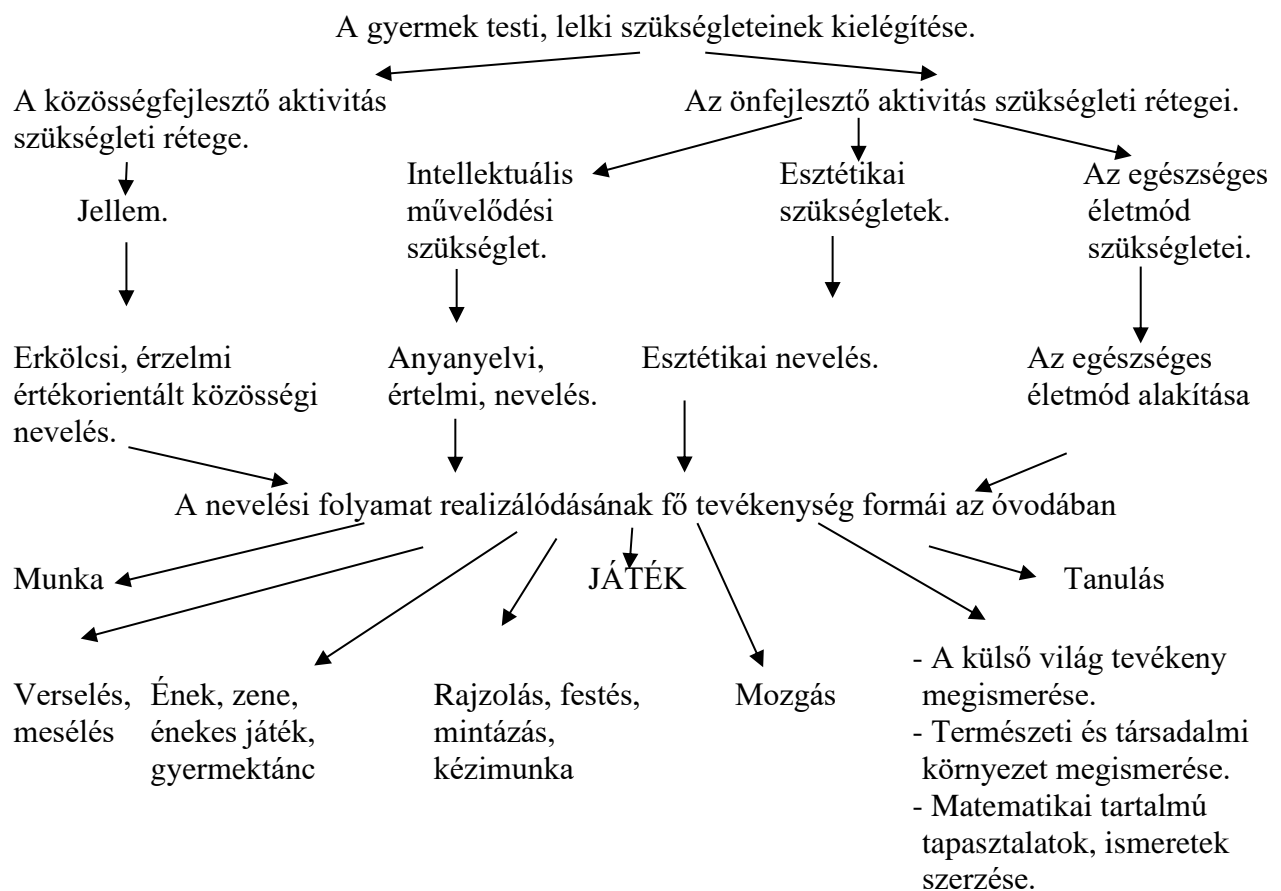 A gyermek testi, lelki szükségleteinek kielégítése.
A közösségfejlesztő aktivitás
szükségleti rétege.
Az önfejlesztő aktivitás szükségleti rétegei.
Jellem.
Intellektuális
művelődési
szükséglet.
Esztétikai
szükségletek.
Az egészséges
életmód
szükségletei.
Erkölcsi, érzelmi
értékorientált közösségi
nevelés.
Anyanyelvi,
értelmi, nevelés.
Esztétikai nevelés.
Az egészséges
életmód alakítása
A nevelési folyamat realizálódásának fő tevékenység formái az óvodában
Munka
JÁTÉK
Tanulás
Verselés,
mesélés
Ének, zene,
énekes játék,
gyermektánc
Rajzolás, festés,
mintázás,
kézimunka
Mozgás
- A külső világ tevékeny
megismerése.
- Természeti és társadalmi
környezet megismerése.
- Matematikai tartalmú
tapasztalatok, ismeretek
szerzése.